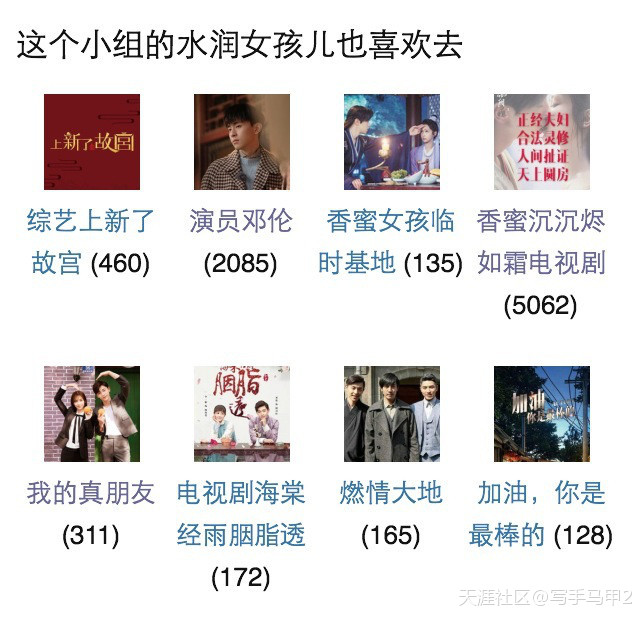 这个小组的水润女孩儿也喜欢去
上新了故宫
正经夫妇
合法灵修
人间扯证
天上圆房
综艺上新了
故宫 (460)
演员邓伦
(2085)
香蜜女孩临
时基地 (135)
香蜜沉沉烬
如霜电视剧
(5062)
胭脂
透
加油
你是最棒的
我的真朋友
(311)
电视剧海棠
经雨胭脂透
(172)
燃情大地
(165)
加油，你是
最棒的 (128)
天涯社区@写手马甲2